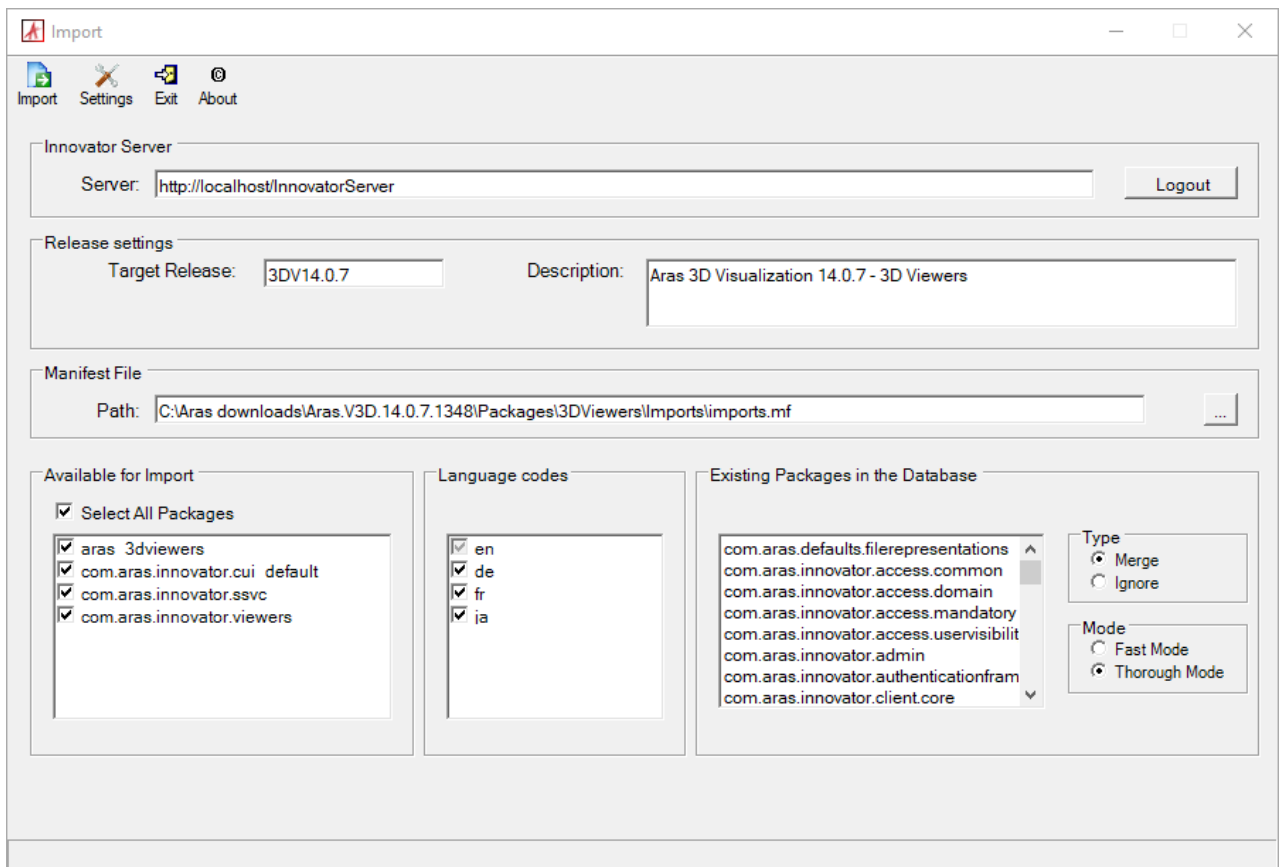 Import
Import Settings Exit About
Innovator Server
Server: http://localhost/InnovatorServer Logout
Release settings
Target Release: 3DV14.0.7 Description: Aras 3D Visualization 14.0.7 - 3D Viewers
Manifest File
Path: C:\Aras downloads\Aras.V3D.14.0.7.1348\Packages\3DViewers\Imports\imports.mf ...
Available for Import
Select All Packages
aras 3dviewers
com.aras.innovator.cui default
com.aras.innovator.ssvc
com.aras.innovator.viewers
Language codes
en
de
fr
ja
Existing Packages in the Database
com.aras.defaults.filerepresentations
com.aras.innovator.access.common
com.aras.innovator.access.domain
com.aras.innovator.access.mandatory
com.aras.innovator.access.uservisibilit
com.aras.innovator.admin
com.aras.innovator.authenticationfram
com.aras.innovator.client.core
Type
Merge
Ignore
Mode
Fast Mode
Thorough Mode